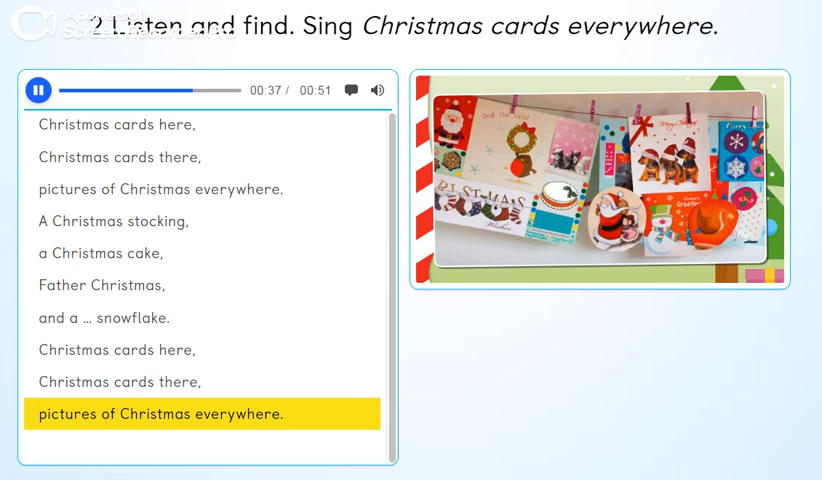 2 Listen and find. Sing Christmas cards everywhere.
00:37 / 00:51
Christmas cards here,
Christmas cards there,
pictures of Christmas everywhere.
A Christmas stocking,
a Christmas cake,
Father Christmas,
and a ... snowflake.
Christmas cards here,
Christmas cards there,
pictures of Christmas everywhere.